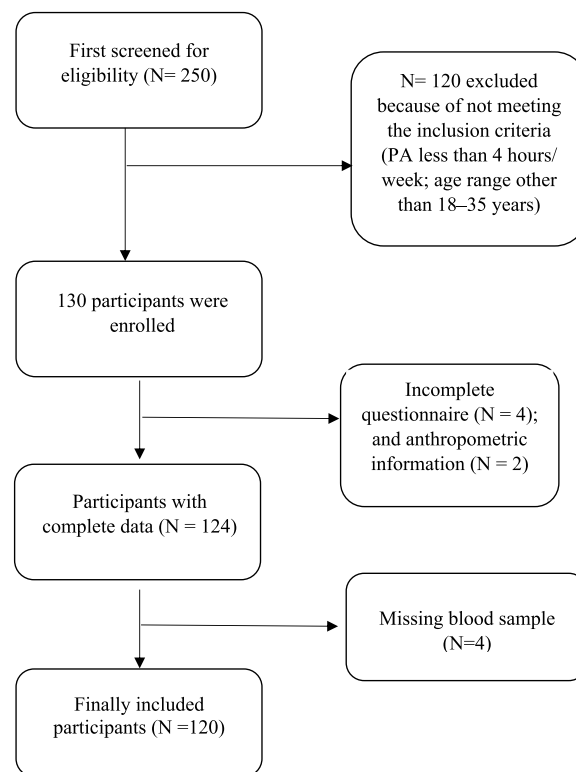 First screened for
eligibility (N= 250)
N= 120 excluded
because of not meeting
the inclusion criteria
(PA less than 4 hours/
week; age range other
than 18–35 years)
130 participants were
enrolled
Incomplete
questionnaire (N = 4);
and anthropometric
information (N = 2)
Participants with
complete data (N = 124)
Missing blood sample
(N=4)
Finally included
participants (N =120)